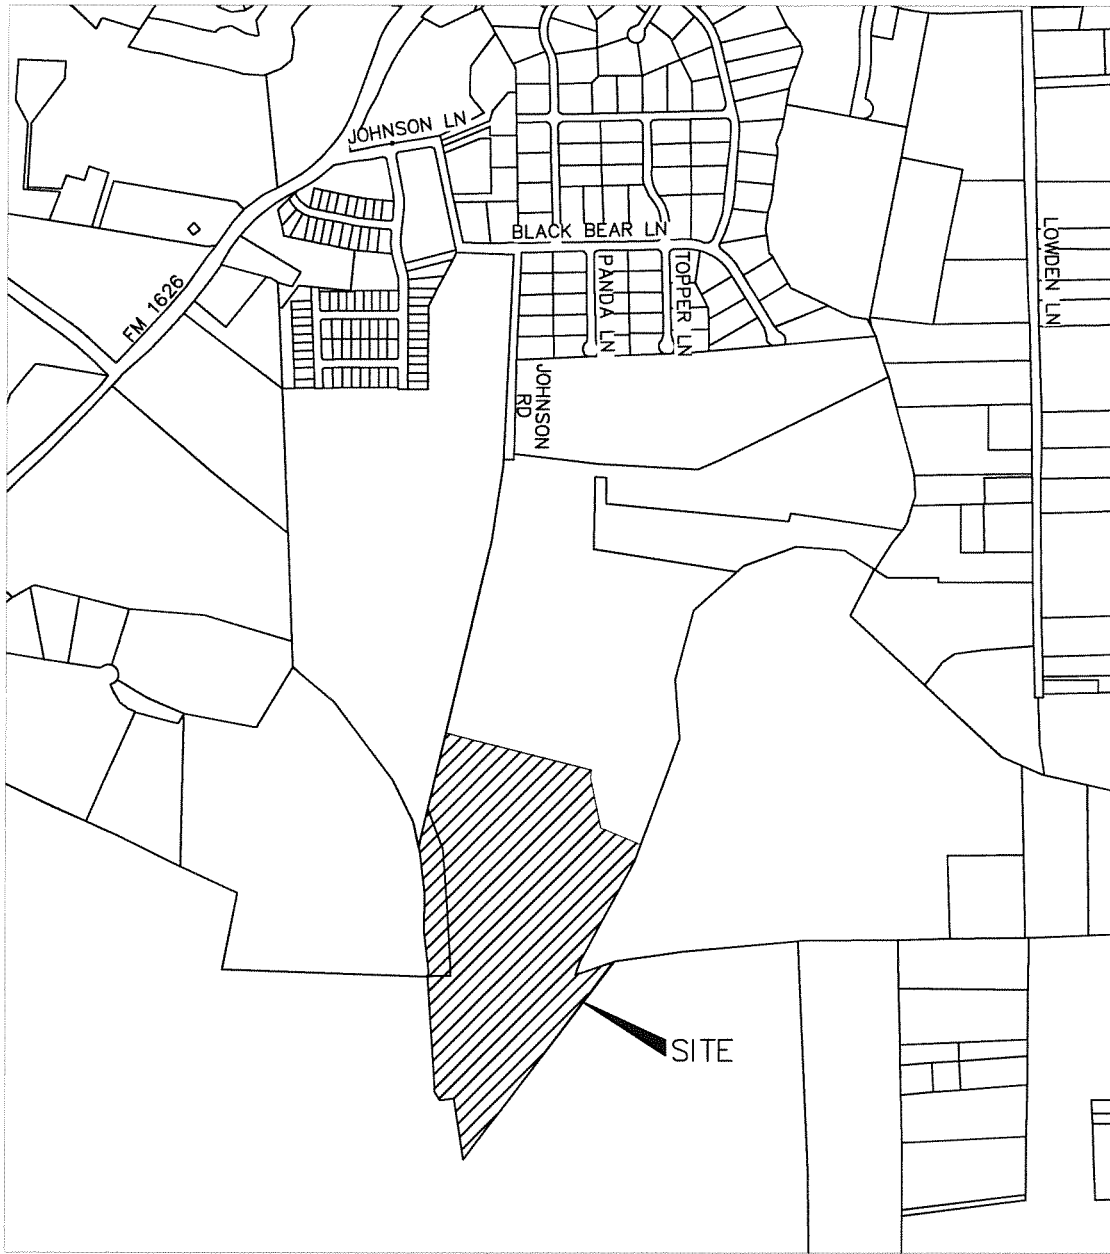 JOHNSON LN
BLACK BEAR LN
LOWDEN LN
PANDA LN
TOPPER LN
FM 1626
JOHNSON
RD
SITE